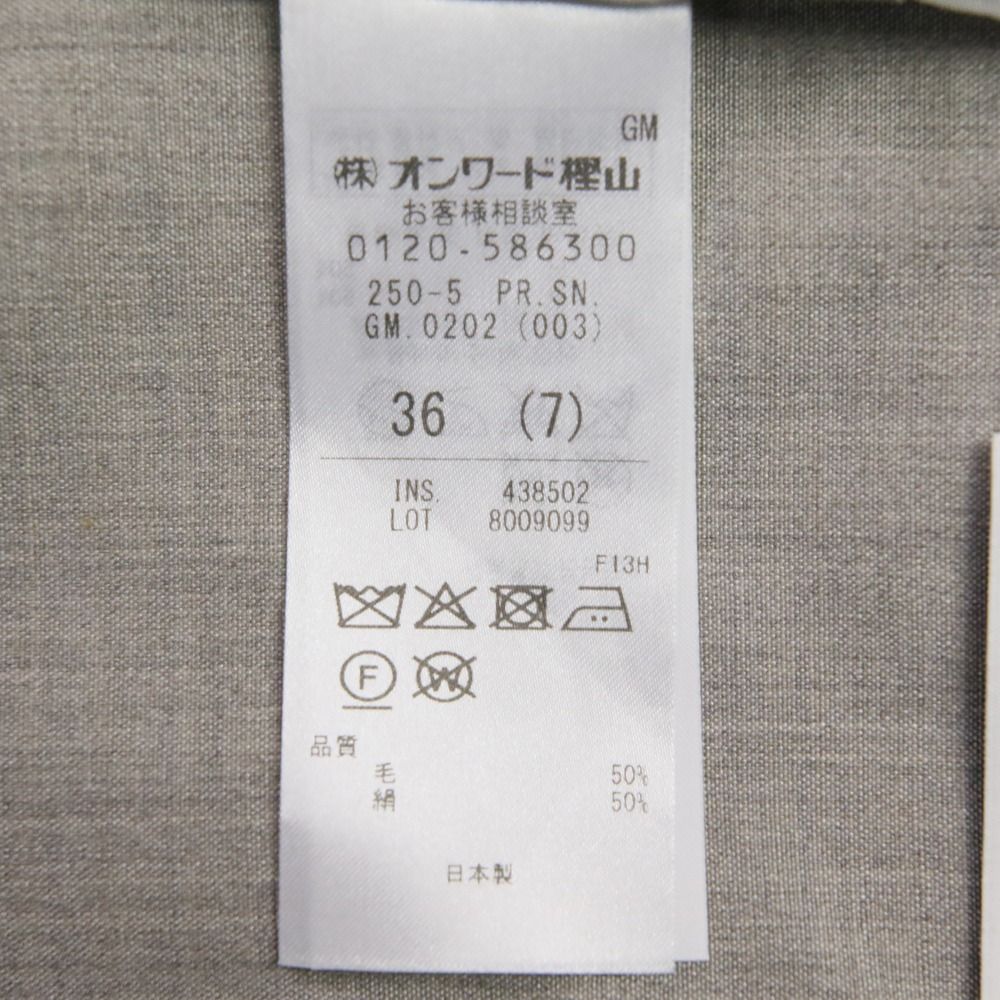 GM
㈱オンワード樫山
お客様相談室
0120-586300
250-5 PR.SN.
GM.0202 (003)
36 (7)
INS. 438502
LOT 8009099
F13H
F W
品質
毛 50%
絹 50%
日本製